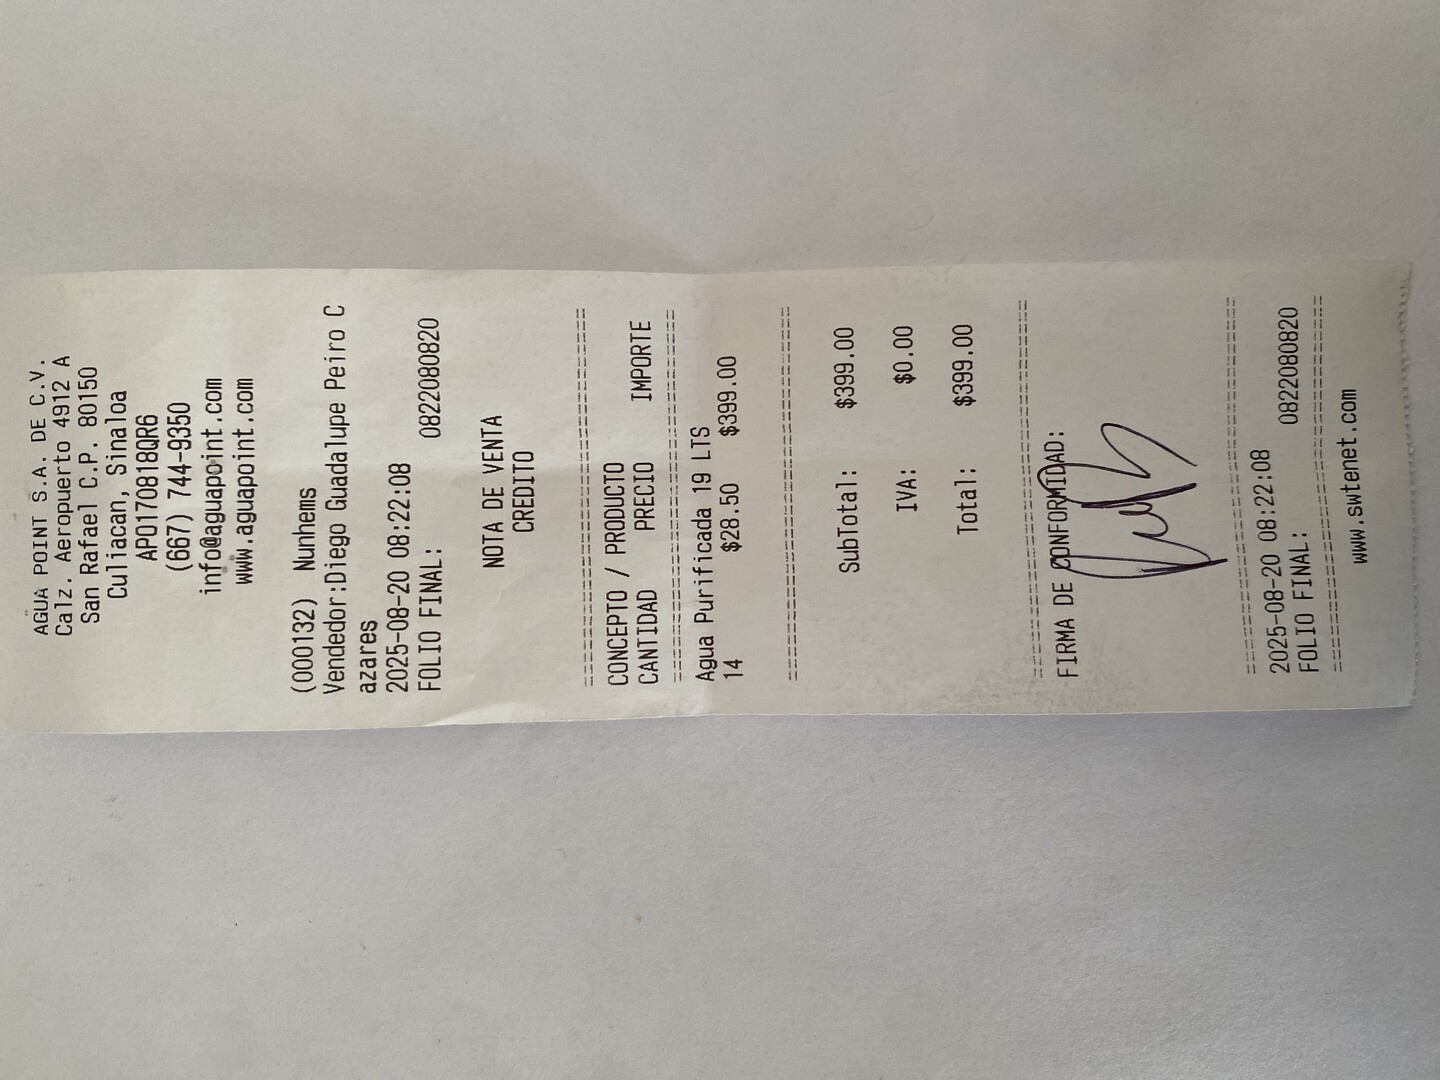 AGUA POINT S.A. DE C.V.
Calz. Aeropuerto 4912 A
San Rafael C.P. 80150
Culiacan, Sinaloa
APO170818QR6
(667) 744-9350
info@aguapoint.com
www.aguapoint.com
(000132) Nunhems
Vendedor:Diego Guadalupe Peiro C
azares
2025-08-20 08:22:08
FOLIO FINAL: 0822080820
NOTA DE VENTA
CREDITO
CONCEPTO / PRODUCTO
CANTIDAD PRECIO IMPORTE
Agua Purificada 19 LTS
14 $28.50 $399.00
SubTotal: $399.00
IVA: $0.00
Total: $399.00
FIRMA DE CONFORMIDAD:
2025-08-20 08:22:08
FOLIO FINAL: 0822080820
www.swtenet.com